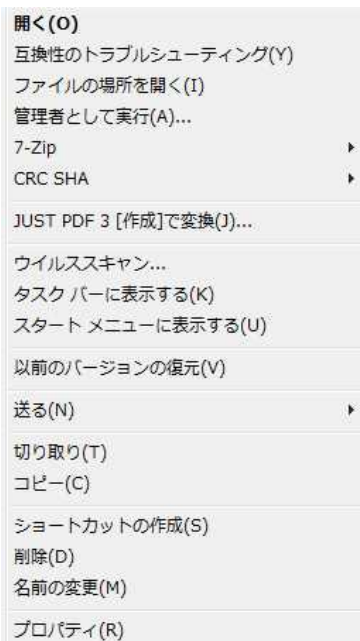 開く(O)
互換性のトラブルシューティング(Y)
ファイルの場所を開く(I)
管理者として実行(A)...
7-Zip
CRC SHA
JUST PDF 3 [作成]で変換(J)...
ウイルススキャン...
タスク バーに表示する(K)
スタート メニューに表示する(U)
以前のバージョンの復元(V)
送る(N)
切り取り(T)
コピー(C)
ショートカットの作成(S)
削除(D)
名前の変更(M)
プロパティ(R)